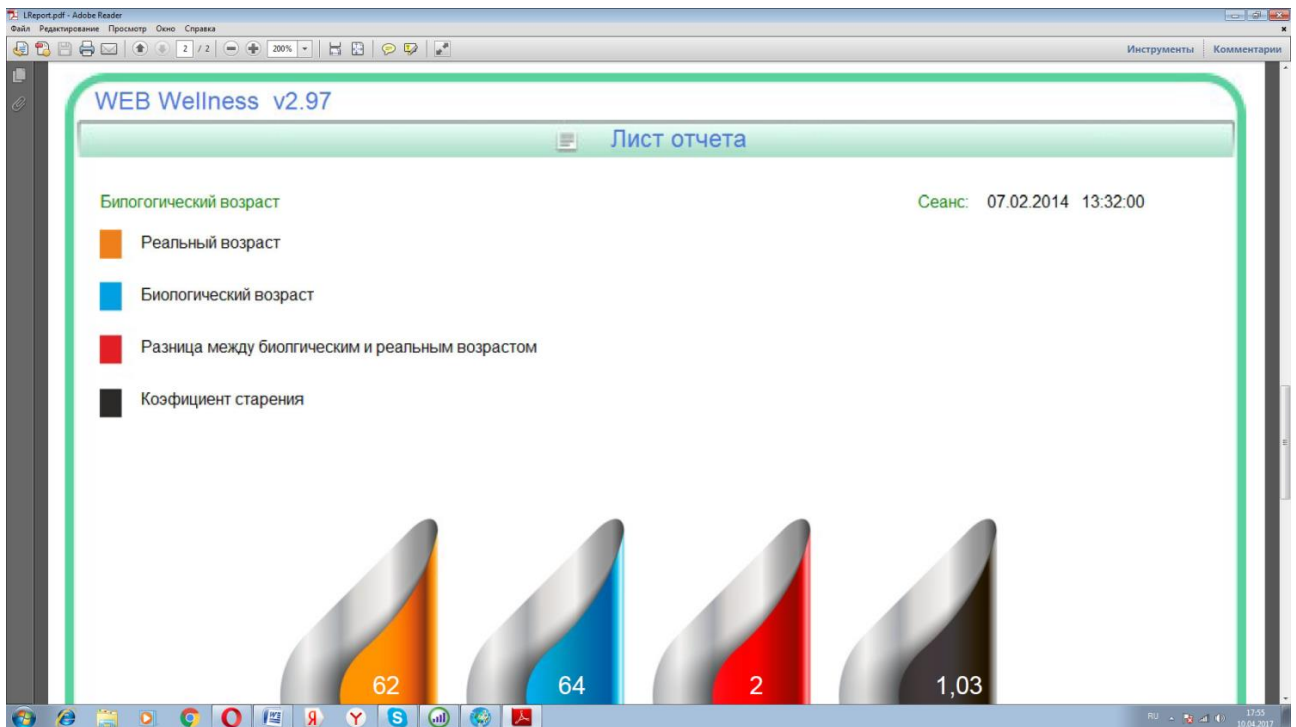 LReport.pdf - Adobe Reader
Файл Редактирование Просмотр Окно Справка
2 / 2 200% Инструменты Комментарии
WEB Wellness v2.97
Лист отчета
Бипогогический возраст Сеанс: 07.02.2014 13:32:00
Реальный возраст
Биопогический возраст
Разница между биопгическим и реальным возрастом
Коэфициент старения
62 64 2 1,03
RU 17:55
10.04.2017